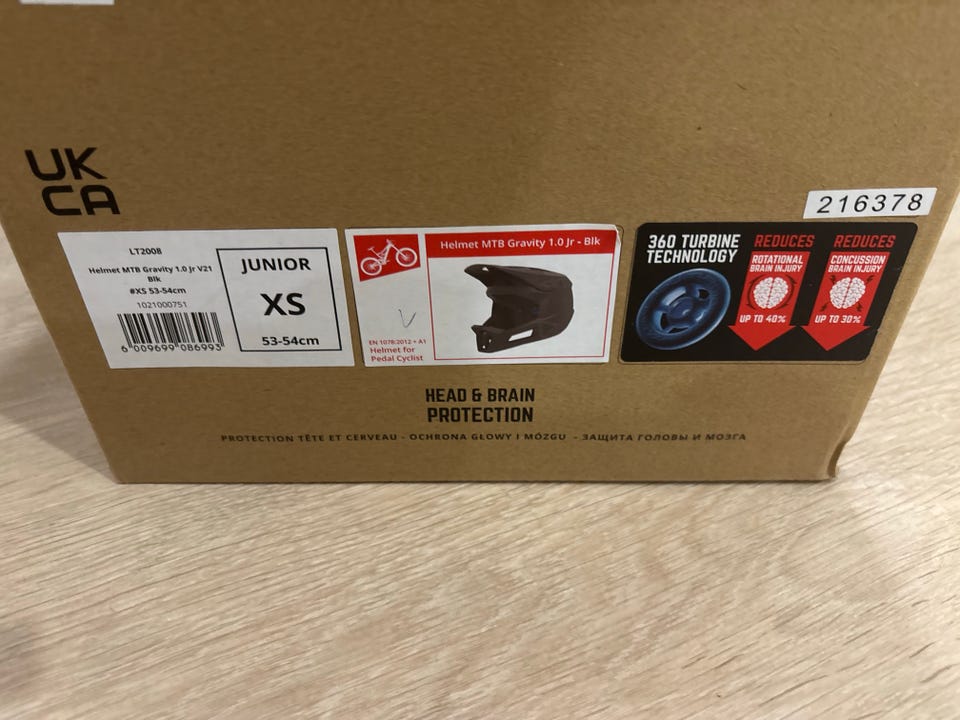 UK
CA
216378
LT2008
Helmet MTB Gravity 1.0 Jr V21
Blk
#XS 53-54cm
1021000751
6 009699 086993
JUNIOR
XS
53-54cm
Helmet MTB Gravity 1.0 Jr - Blk
EN 1078:2012 + A1
Helmet for
Pedal Cyclist
360 TURBINE
TECHNOLOGY
REDUCES
ROTATIONAL
BRAIN INJURY
UP TO 40%
REDUCES
CONCUSSION
BRAIN INJURY
UP TO 30%
HEAD & BRAIN
PROTECTION
PROTECTION TÊTE ET CERVEAU - OCHRONA GŁOWY I MÓZGU - ЗАЩИТА ГОЛОВЫ И МОЗГА